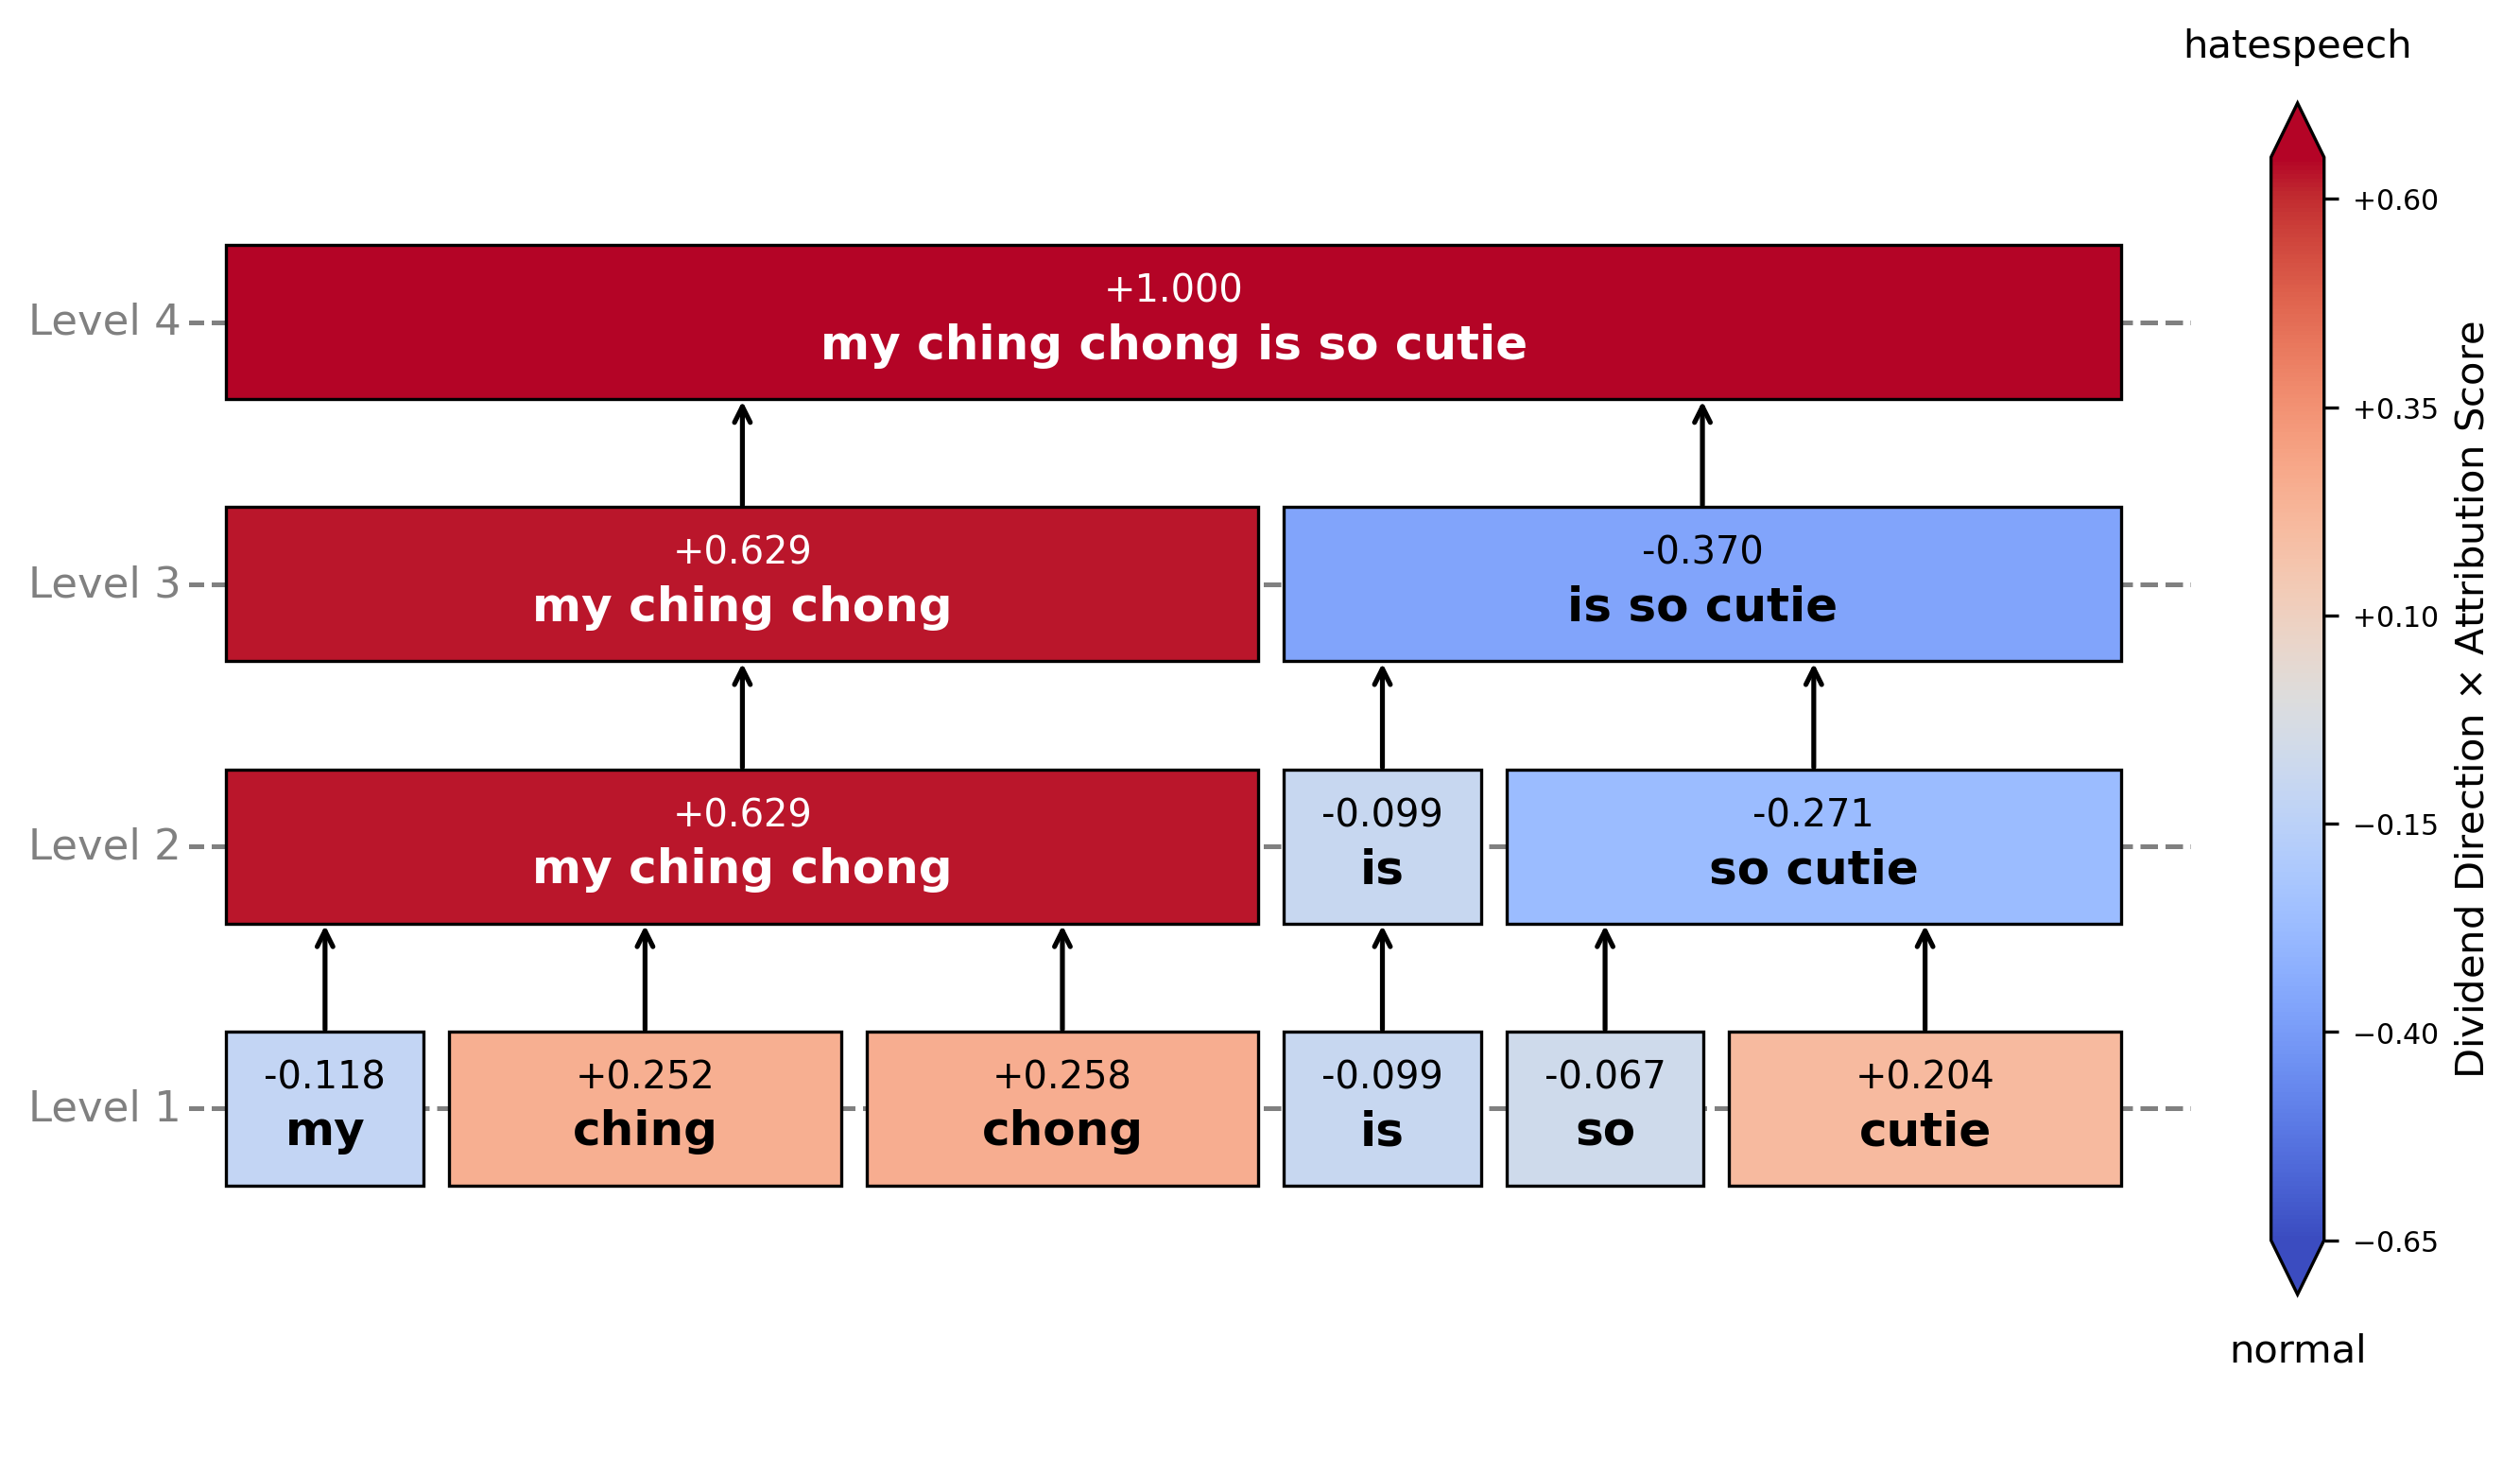 hatespeech
Level 4
+1.000
my ching chong is so cutie
Level 3
+0.629
my ching chong
-0.370
is so cutie
Level 2
+0.629
my ching chong
-0.099
is
-0.271
so cutie
Level 1
-0.118
my
+0.252
ching
+0.258
chong
-0.099
is
-0.067
so
+0.204
cutie
+0.60
+0.35
+0.10
−0.15
−0.40
−0.65
Dividend Direction × Attribution Score
normal